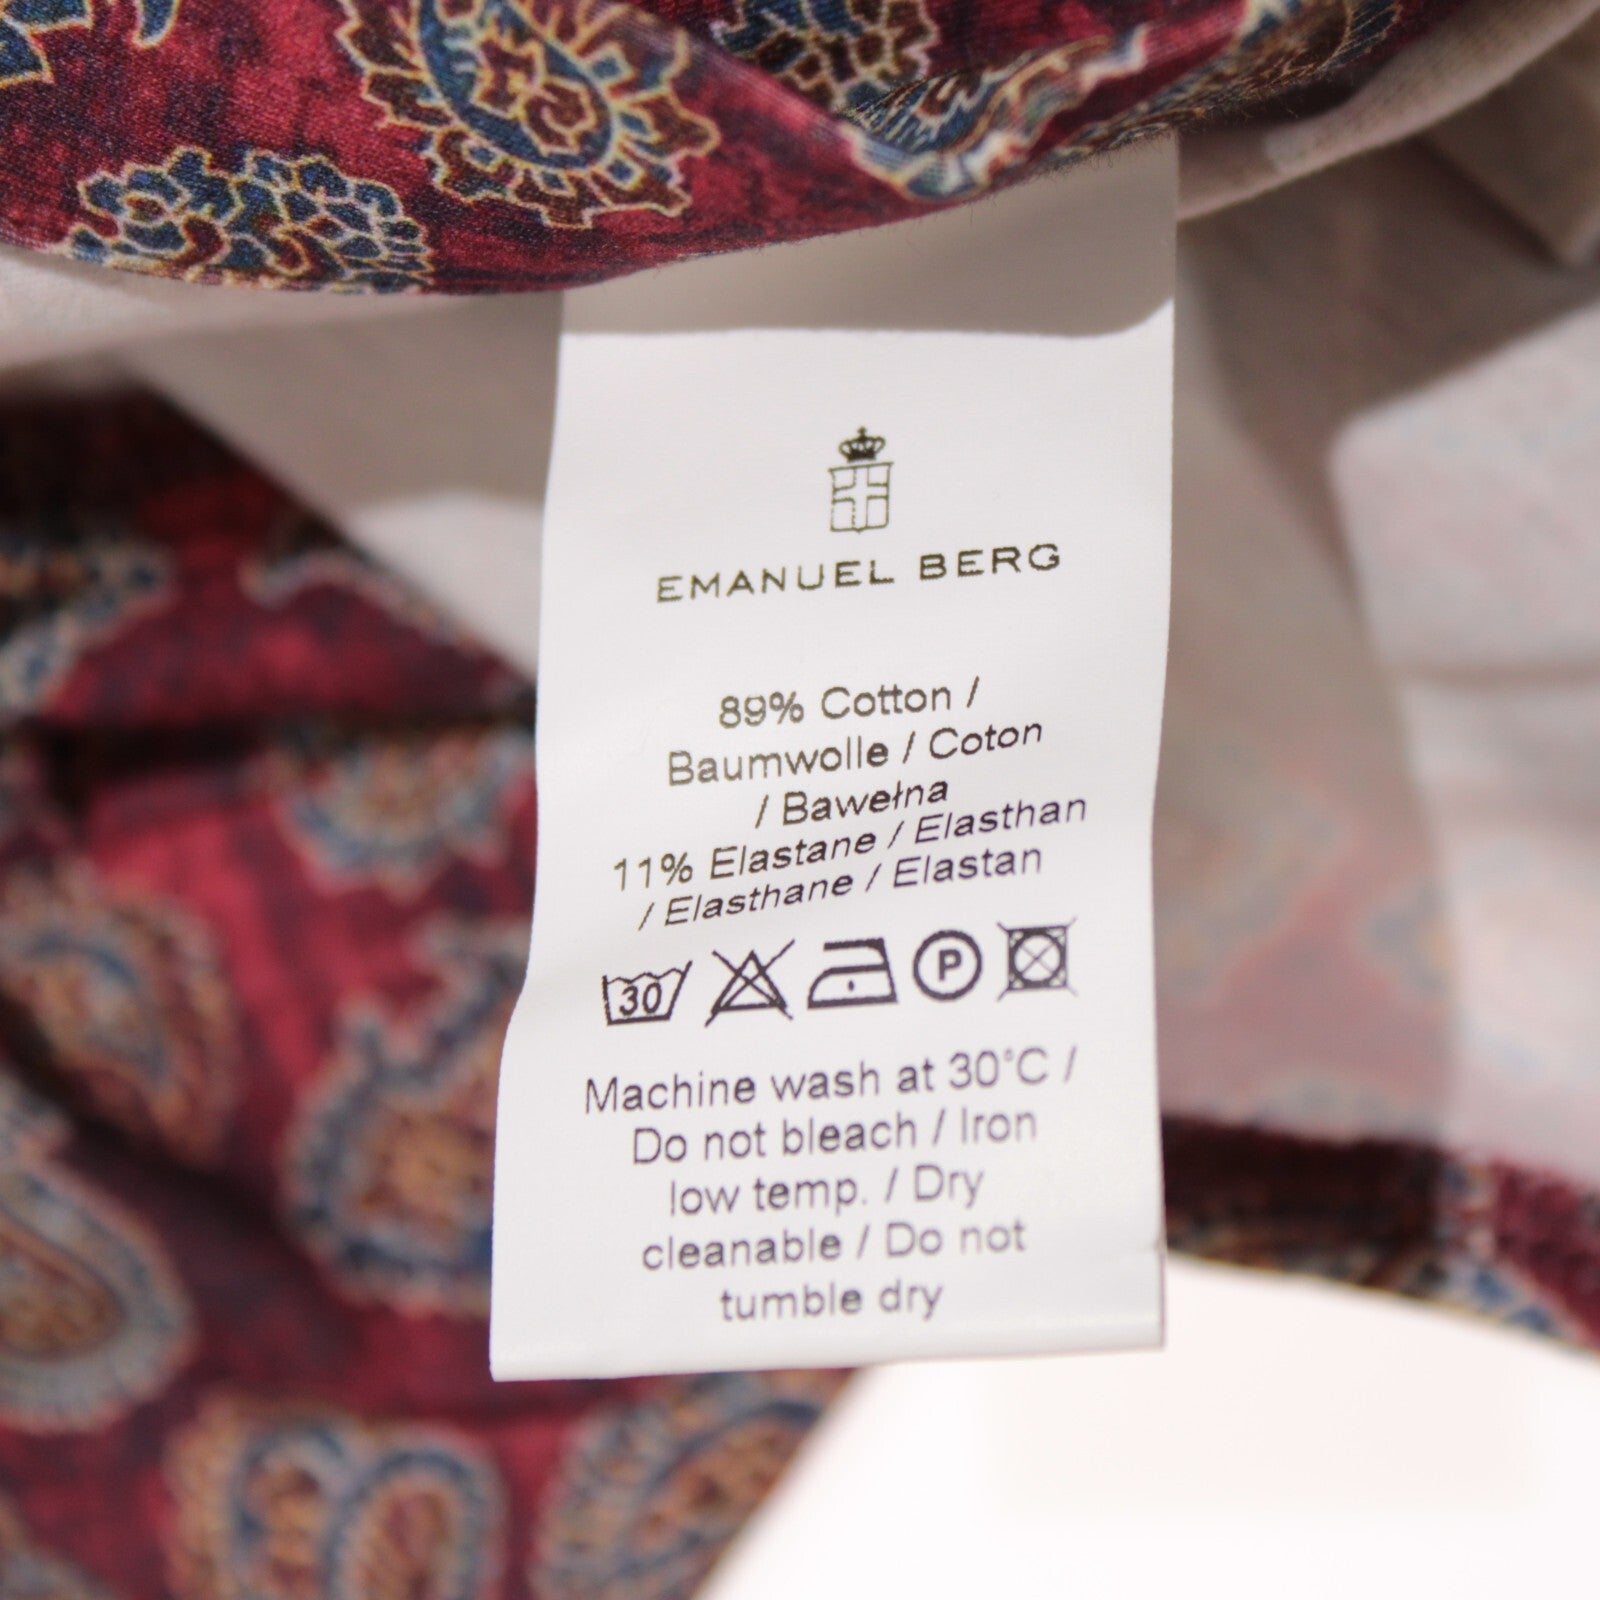 EMANUEL BERG
89% Cotton /
Baumwolle / Coton
/ Bawełna
11% Elastane / Elasthan
/ Elasthane / Elastan
30 P
Machine wash at 30°C /
Do not bleach / Iron
low temp. / Dry
cleanable / Do not
tumble dry